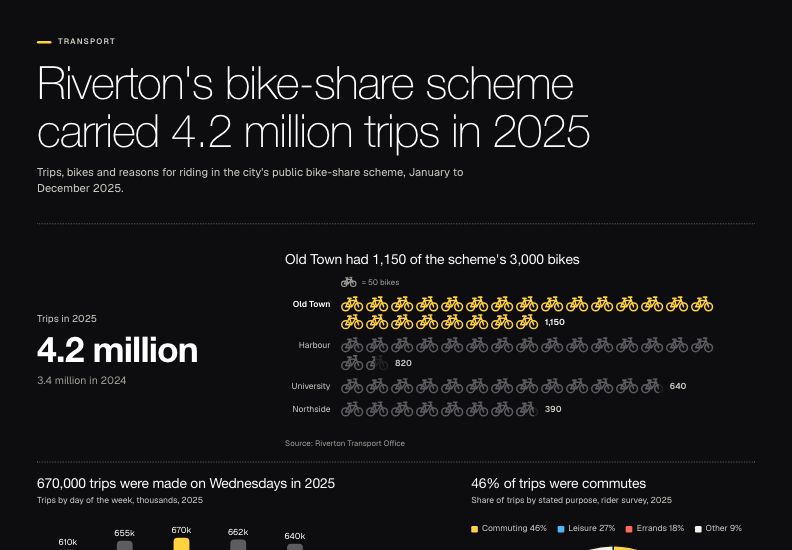 TRANSPORT
Riverton's bike-share scheme
carried 4.2 million trips in 2025
Trips, bikes and reasons for riding in the city's public bike-share scheme, January to
December 2025.
Trips in 2025
4.2 million
3.4 million in 2024
Old Town had 1,150 of the scheme's 3,000 bikes
= 50 bikes
Old Town
1,150
Harbour
820
University 640
Northside 390
Source: Riverton Transport Office
670,000 trips were made on Wednesdays in 2025
Trips by day of the week, thousands, 2025
610k 655k 670k 662k 640k
46% of trips were commutes
Share of trips by stated purpose, rider survey, 2025
Commuting 46% Leisure 27% Errands 18% Other 9%